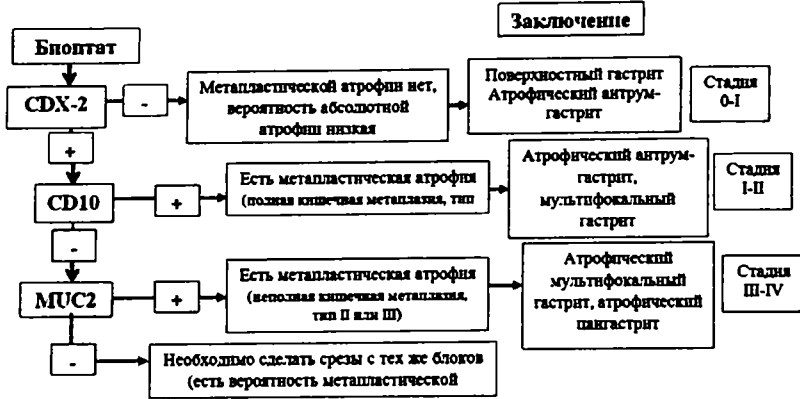 Заключение
Биоптат
CDX-2
-
Метапластической атрофии нет,
вероятность абсолютной
атрофии низкая
Поверхностный гастрит
Атрофический антрум-
гастрит
Стадия
0-I
+
CD10
+
Есть метапластическая атрофия
(полная кишечная метаплазия, тип
Атрофический антрум-
гастрит,
мультифокальный
гастрит
Стадия
I-II
-
MUC2
+
Есть метапластическая атрофия
(неполная кишечная метаплазия,
тип II или III)
Атрофический
мультифокальный
гастрит, атрофический
пангастрит
Стадия
III-IV
-
Необходимо сделать срезы с тех же блоков
(есть вероятность метапластической